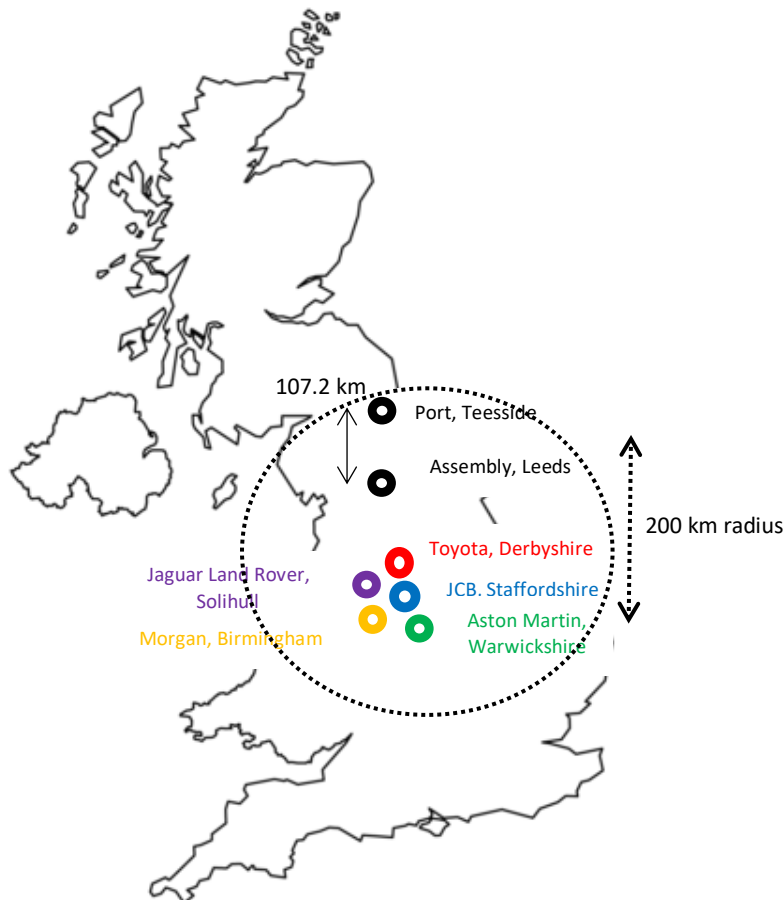 107.2 km
Port, Teesside
Assembly, Leeds
200 km radius
Toyota, Derbyshire
Jaguar Land Rover,
Solihull
JCB. Staffordshire
Aston Martin,
Warwickshire
Morgan, Birmingham